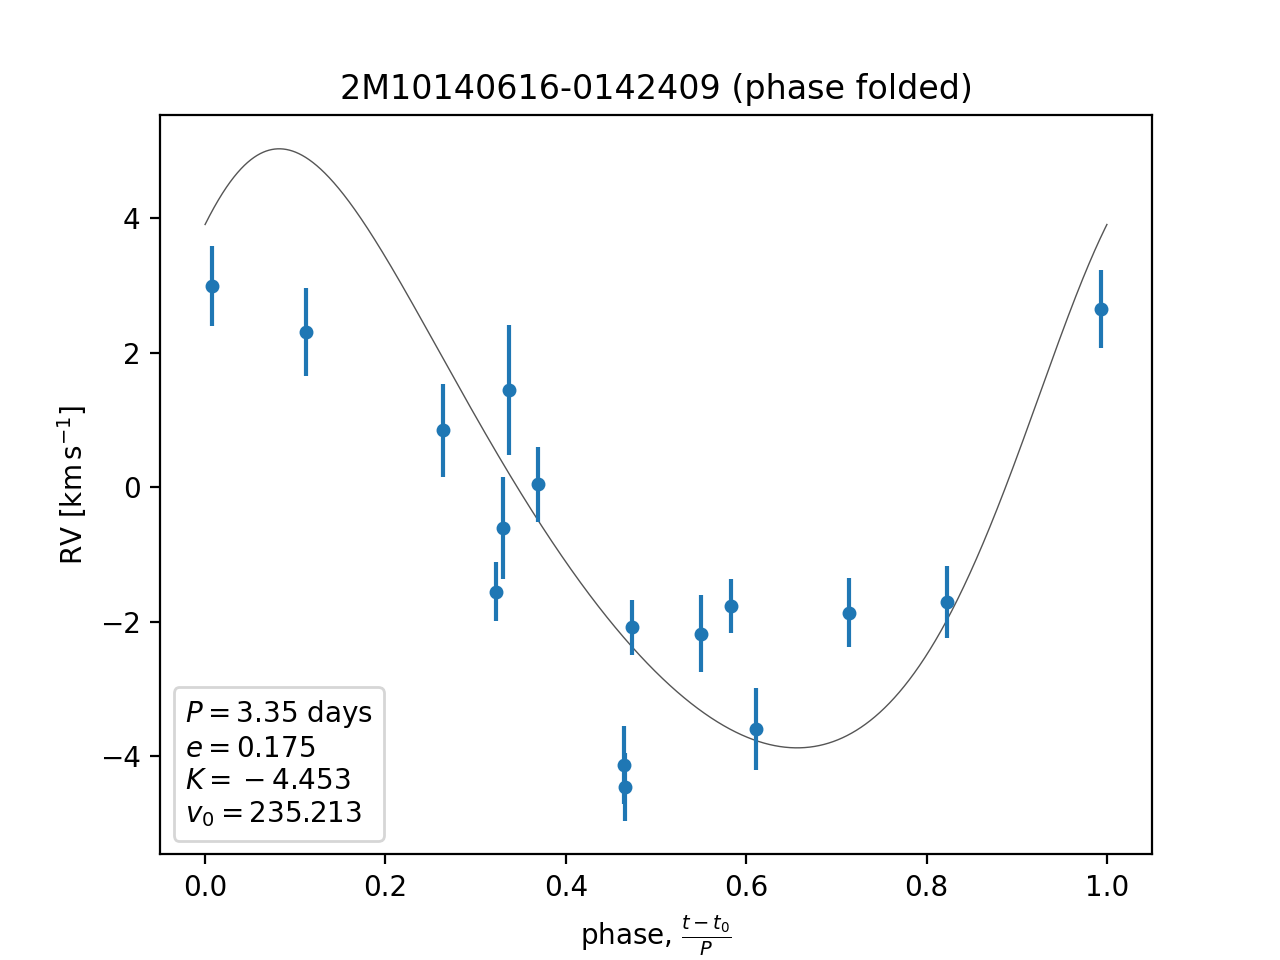 2M10140616-0142409 (phase folded)
4
2
0
−2
−4
RV [km s⁻¹]
P = 3.35 days
e = 0.175
K = − 4.453
v₀ = 235.213
0.0 0.2 0.4 0.6 0.8 1.0
phase, (t − t₀)/P